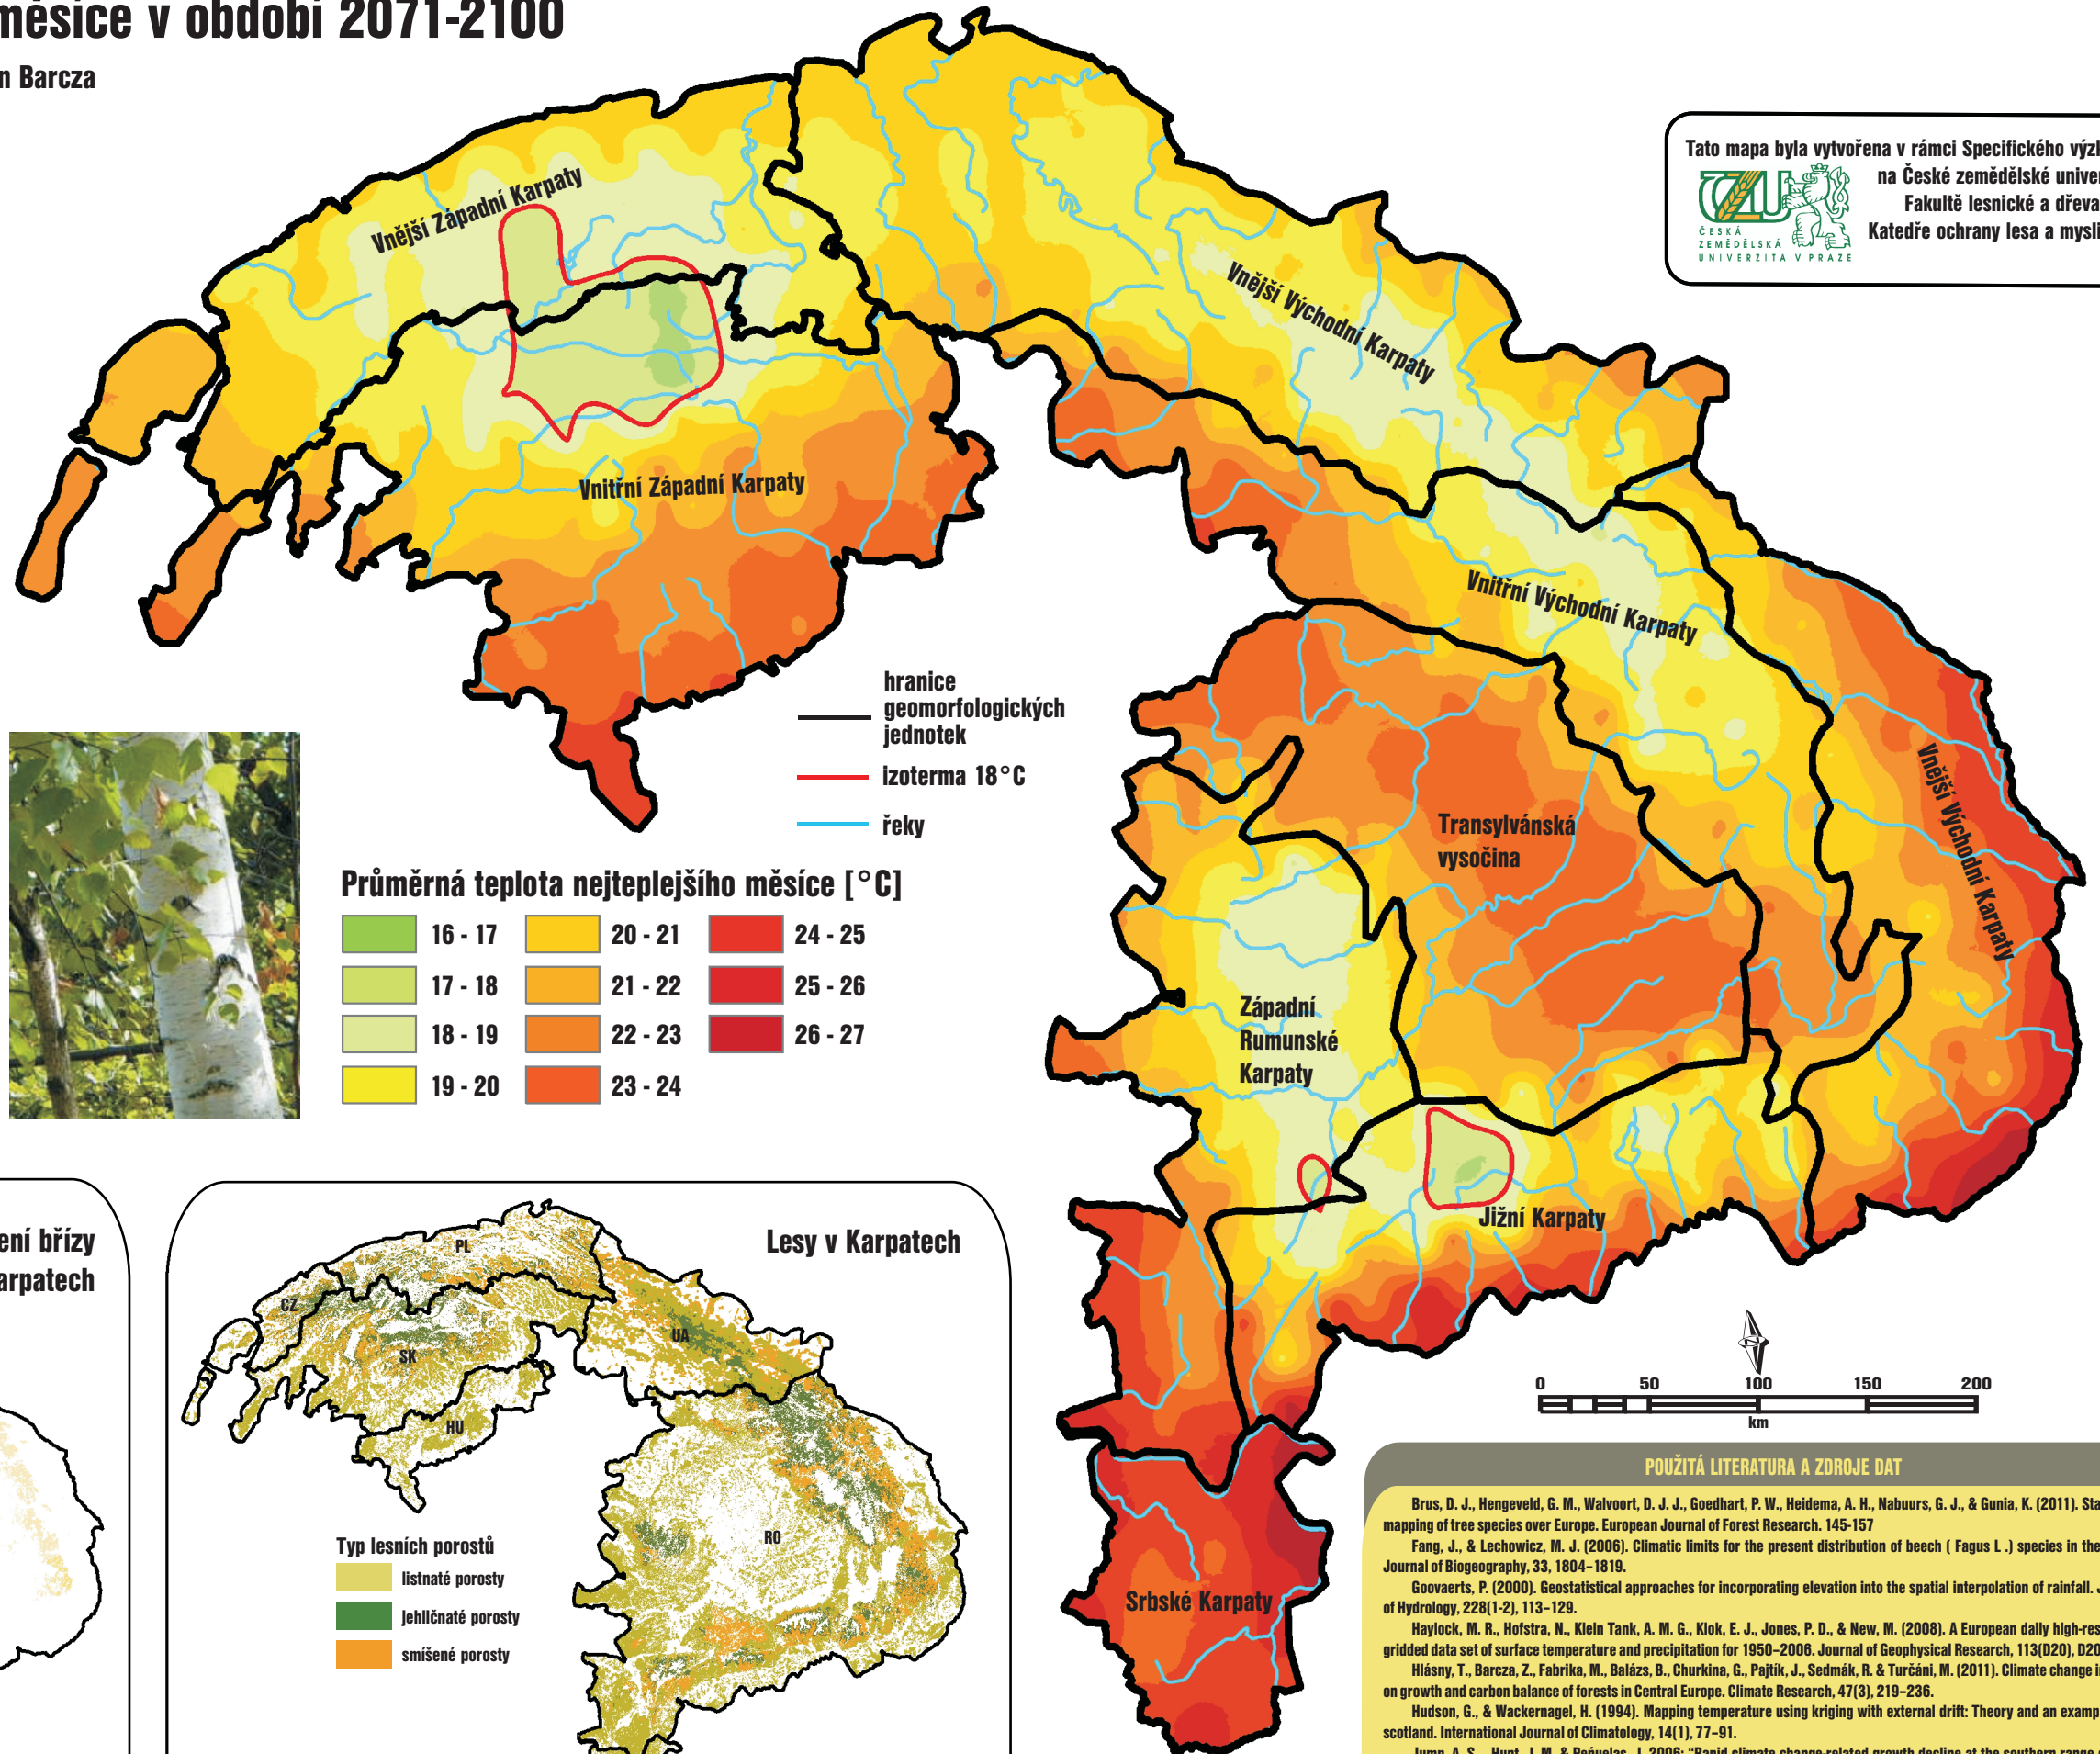 měsíce v období 2071-2100
n Barcza
Tato mapa byla vytvořena v rámci Specifického
na České zemědělské
Fakultě lesnické a
Katedře ochrany lesa a
ČZU
ČESKÁ
ZEMĚDĚLSKÁ
UNIVERZITA V PRAZE
Vnější Západní Karpaty
Vnější Východní Karpaty
Vnitřní Západní Karpaty
Vnitřní Východní Karpaty
Vnější Východní Karpaty
Transylvánská
vysočina
Západní
Rumunské
Karpaty
Jižní Karpaty
Srbské Karpaty
hranice
geomorfologických
jednotek
izoterma 18°C
řeky
Průměrná teplota nejteplejšího měsíce [°C]
16 - 17
17 - 18
18 - 19
19 - 20
20 - 21
21 - 22
22 - 23
23 - 24
24 - 25
25 - 26
26 - 27
ení břízy
arpatech
Lesy v Karpatech
PL
CZ
SK
UA
HU
RO
Typ lesních porostů
listnaté porosty
jehličnaté porosty
smíšené porosty
0 50 100 150 200
km
POUŽITÁ LITERATURA A ZDROJE DAT
Brus, D. J., Hengeveld, G. M., Walvoort, D. J. J., Goedhart, P. W., Heidema, A. H., Nabuurs, G. J., & Gunia, K. (2011). Sta
mapping of tree species over Europe. European Journal of Forest Research. 145-157
Fang, J., & Lechowicz, M. J. (2006). Climatic limits for the present distribution of beech ( Fagus L .) species in the
Journal of Biogeography, 33, 1804–1819.
Goovaerts, P. (2000). Geostatistical approaches for incorporating elevation into the spatial interpolation of rainfall.
of Hydrology, 228(1-2), 113–129.
Haylock, M. R., Hofstra, N., Klein Tank, A. M. G., Klok, E. J., Jones, P. D., & New, M. (2008). A European daily high-res
gridded data set of surface temperature and precipitation for 1950–2006. Journal of Geophysical Research, 113(D20), D20
Hlásny, T., Barcza, Z., Fabrika, M., Balázs, B., Churkina, G., Pajtík, J., Sedmák, R. & Turčáni, M. (2011). Climate change i
on growth and carbon balance of forests in Central Europe. Climate Research, 47(3), 219–236.
Hudson, G., & Wackernagel, H. (1994). Mapping temperature using kriging with external drift: Theory and an examp
scotland. International Journal of Climatology, 14(1), 77–91.